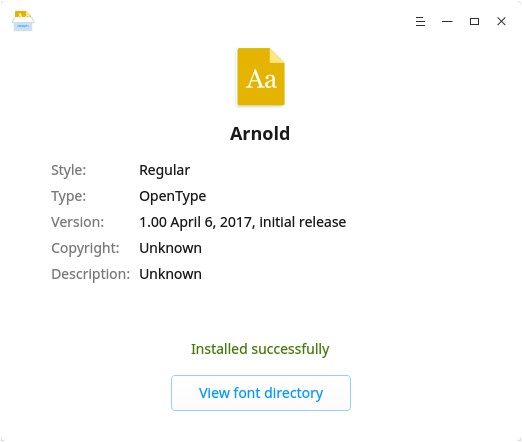 Aa
Arnold
Style: Regular
Type: OpenType
Version: 1.00 April 6, 2017, initial release
Copyright: Unknown
Description: Unknown
Installed successfully
View font directory